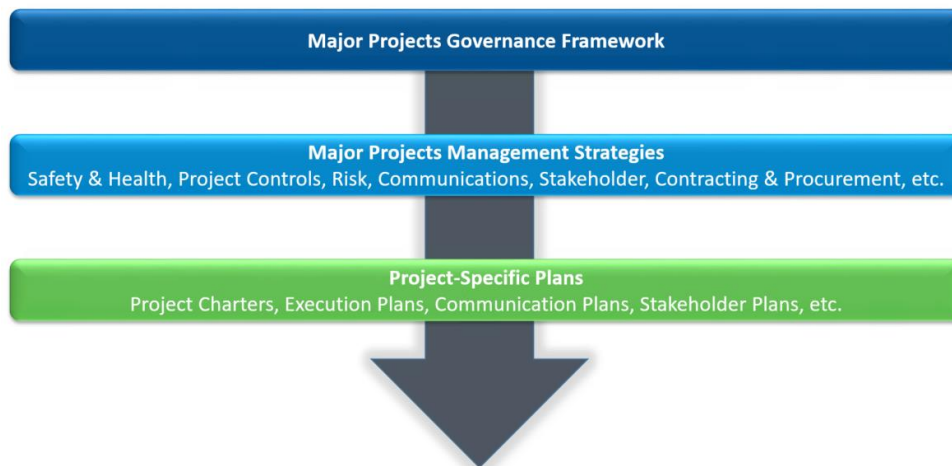 Major Projects Governance Framework
Major Projects Management Strategies
Safety & Health, Project Controls, Risk, Communications, Stakeholder, Contracting & Procurement, etc.
Project-Specific Plans
Project Charters, Execution Plans, Communication Plans, Stakeholder Plans, etc.